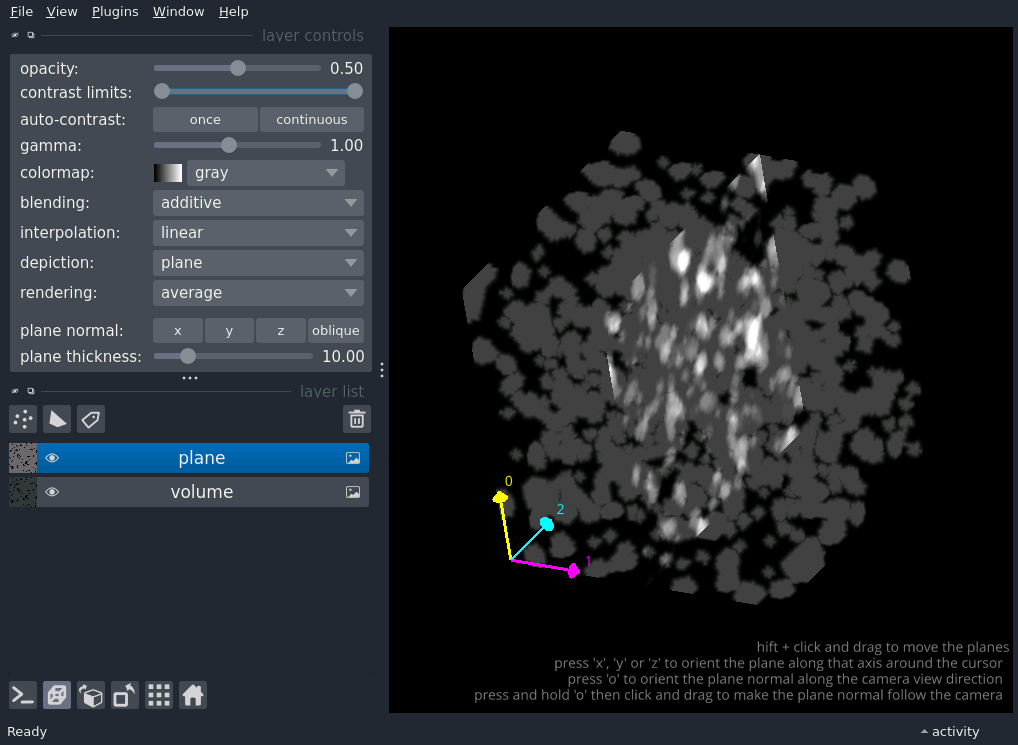 File View Plugins Window Help
layer controls
opacity: 0.50
contrast limits:
auto-contrast: once continuous
gamma: 1.00
colormap: gray
blending: additive
interpolation: linear
depiction: plane
rendering: average
plane normal: x y z oblique
plane thickness: 10.00
layer list
plane
volume
0
2
1
hift + click and drag to move the planes
press 'x', 'y' or 'z' to orient the plane along that axis around the cursor
press 'o' to orient the plane normal along the camera view direction
press and hold 'o' then click and drag to make the plane normal follow the camera
Ready activity